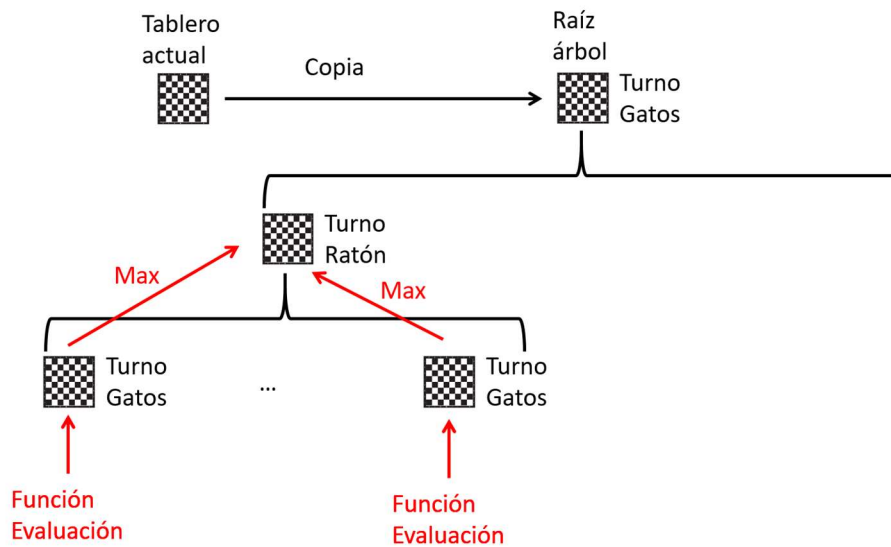 Tablero
actual
Copia
Raíz
árbol
Turno
Gatos
Turno
Ratón
Max
Max
Turno
Gatos
...
Turno
Gatos
Función
Evaluación
Función
Evaluación